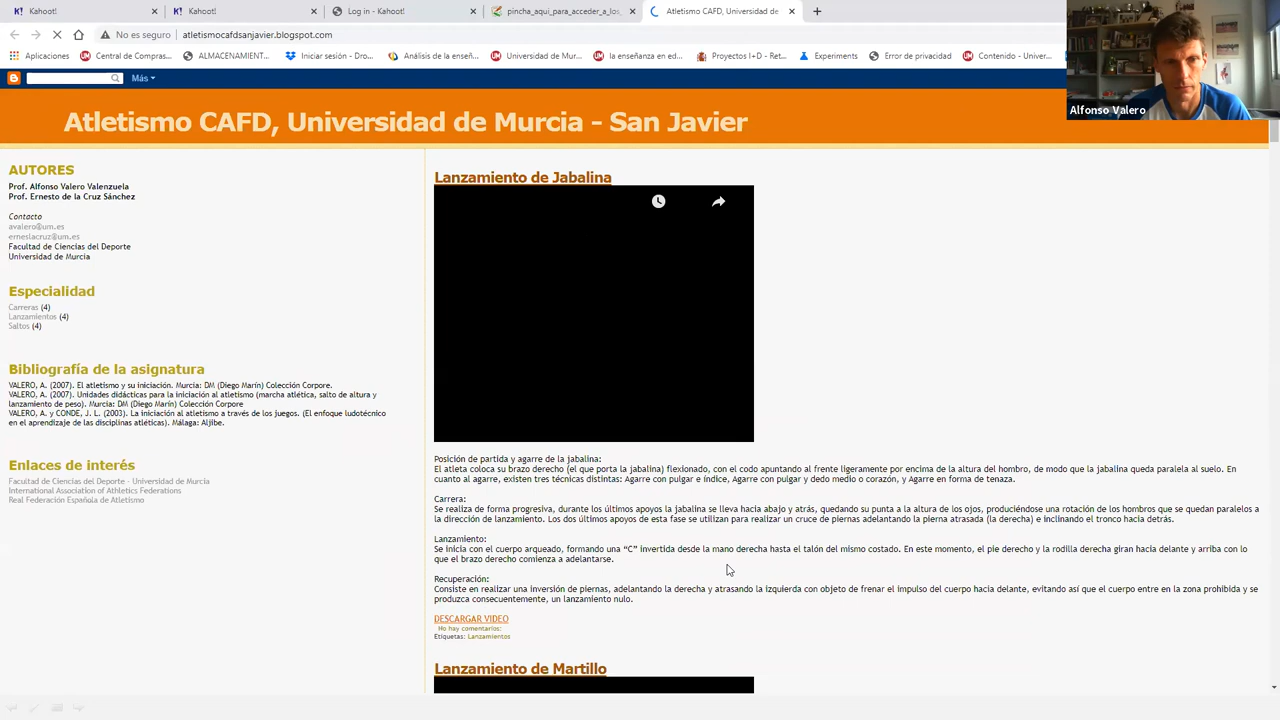 Kahoot!
Kahoot!
Log in - Kahoot!
pincha_aqui_para_acceder_a_los_
Atletismo CAFD, Universidad de
No es seguro
atletismocafdsanjavier.blogspot.com
Aplicaciones
Central de Compras...
ALMACENAMIENT...
Iniciar sesión - Dro...
Análisis de la enseñ...
Universidad de Mur...
la enseñanza en ed...
Proyectos I+D - Ret...
Experiments
Error de privacidad
Contenido - Univer...
Más
Alfonso Valero
Atletismo CAFD, Universidad de Murcia - San Javier
AUTORES
Prof. Alfonso Valero Valenzuela
Prof. Ernesto de la Cruz Sánchez
Contacto
avalero@um.es
erneslacruz@um.es
Facultad de Ciencias del Deporte
Universidad de Murcia
Especialidad
Carreras (4)
Lanzamientos (4)
Saltos (4)
Bibliografía de la asignatura
VALERO, A. (2007). El atletismo y su iniciación. Murcia: DM (Diego Marín) Colección Corpore.
VALERO, A. (2007). Unidades didácticas para la iniciación al atletismo (marcha atlética, salto de altura y
lanzamiento de peso). Murcia: DM (Diego Marín) Colección Corpore
VALERO, A. y CONDE, J. L. (2003). La iniciación al atletismo a través de los juegos. (El enfoque ludotécnico
en el aprendizaje de las disciplinas atléticas). Málaga: Aljibe.
Enlaces de interés
Facultad de Ciencias del Deporte - Universidad de Murcia
International Association of Athletics Federations
Real Federación Española de Atletismo
Lanzamiento de Jabalina
Posición de partida y agarre de la jabalina:
El atleta coloca su brazo derecho (el que porta la jabalina) flexionado, con el codo apuntando al frente ligeramente por encima de la altura del hombro, de modo que la jabalina queda paralela al suelo. En
cuanto al agarre, existen tres técnicas distintas: Agarre con pulgar e índice, Agarre con pulgar y dedo medio o corazón, y Agarre en forma de tenaza.
Carrera:
Se realiza de forma progresiva, durante los últimos apoyos la jabalina se lleva hacia abajo y atrás, quedando su punta a la altura de los ojos, produciéndose una rotación de los hombros que se quedan paralelos a
la dirección de lanzamiento. Los dos últimos apoyos de esta fase se utilizan para realizar un cruce de piernas adelantando la pierna atrasada (la derecha) e inclinando el tronco hacia detrás.
Lanzamiento:
Se inicia con el cuerpo arqueado, formando una “C” invertida desde la mano derecha hasta el talón del mismo costado. En este momento, el pie derecho y la rodilla derecha giran hacia delante y arriba con lo
que el brazo derecho comienza a adelantarse.
Recuperación:
Consiste en realizar una inversión de piernas, adelantando la derecha y atrasando la izquierda con objeto de frenar el impulso del cuerpo hacia delante, evitando así que el cuerpo entre en la zona prohibida y se
produzca consecuentemente, un lanzamiento nulo.
DESCARGAR VIDEO
No hay comentarios:
Etiquetas: Lanzamientos
Lanzamiento de Martillo